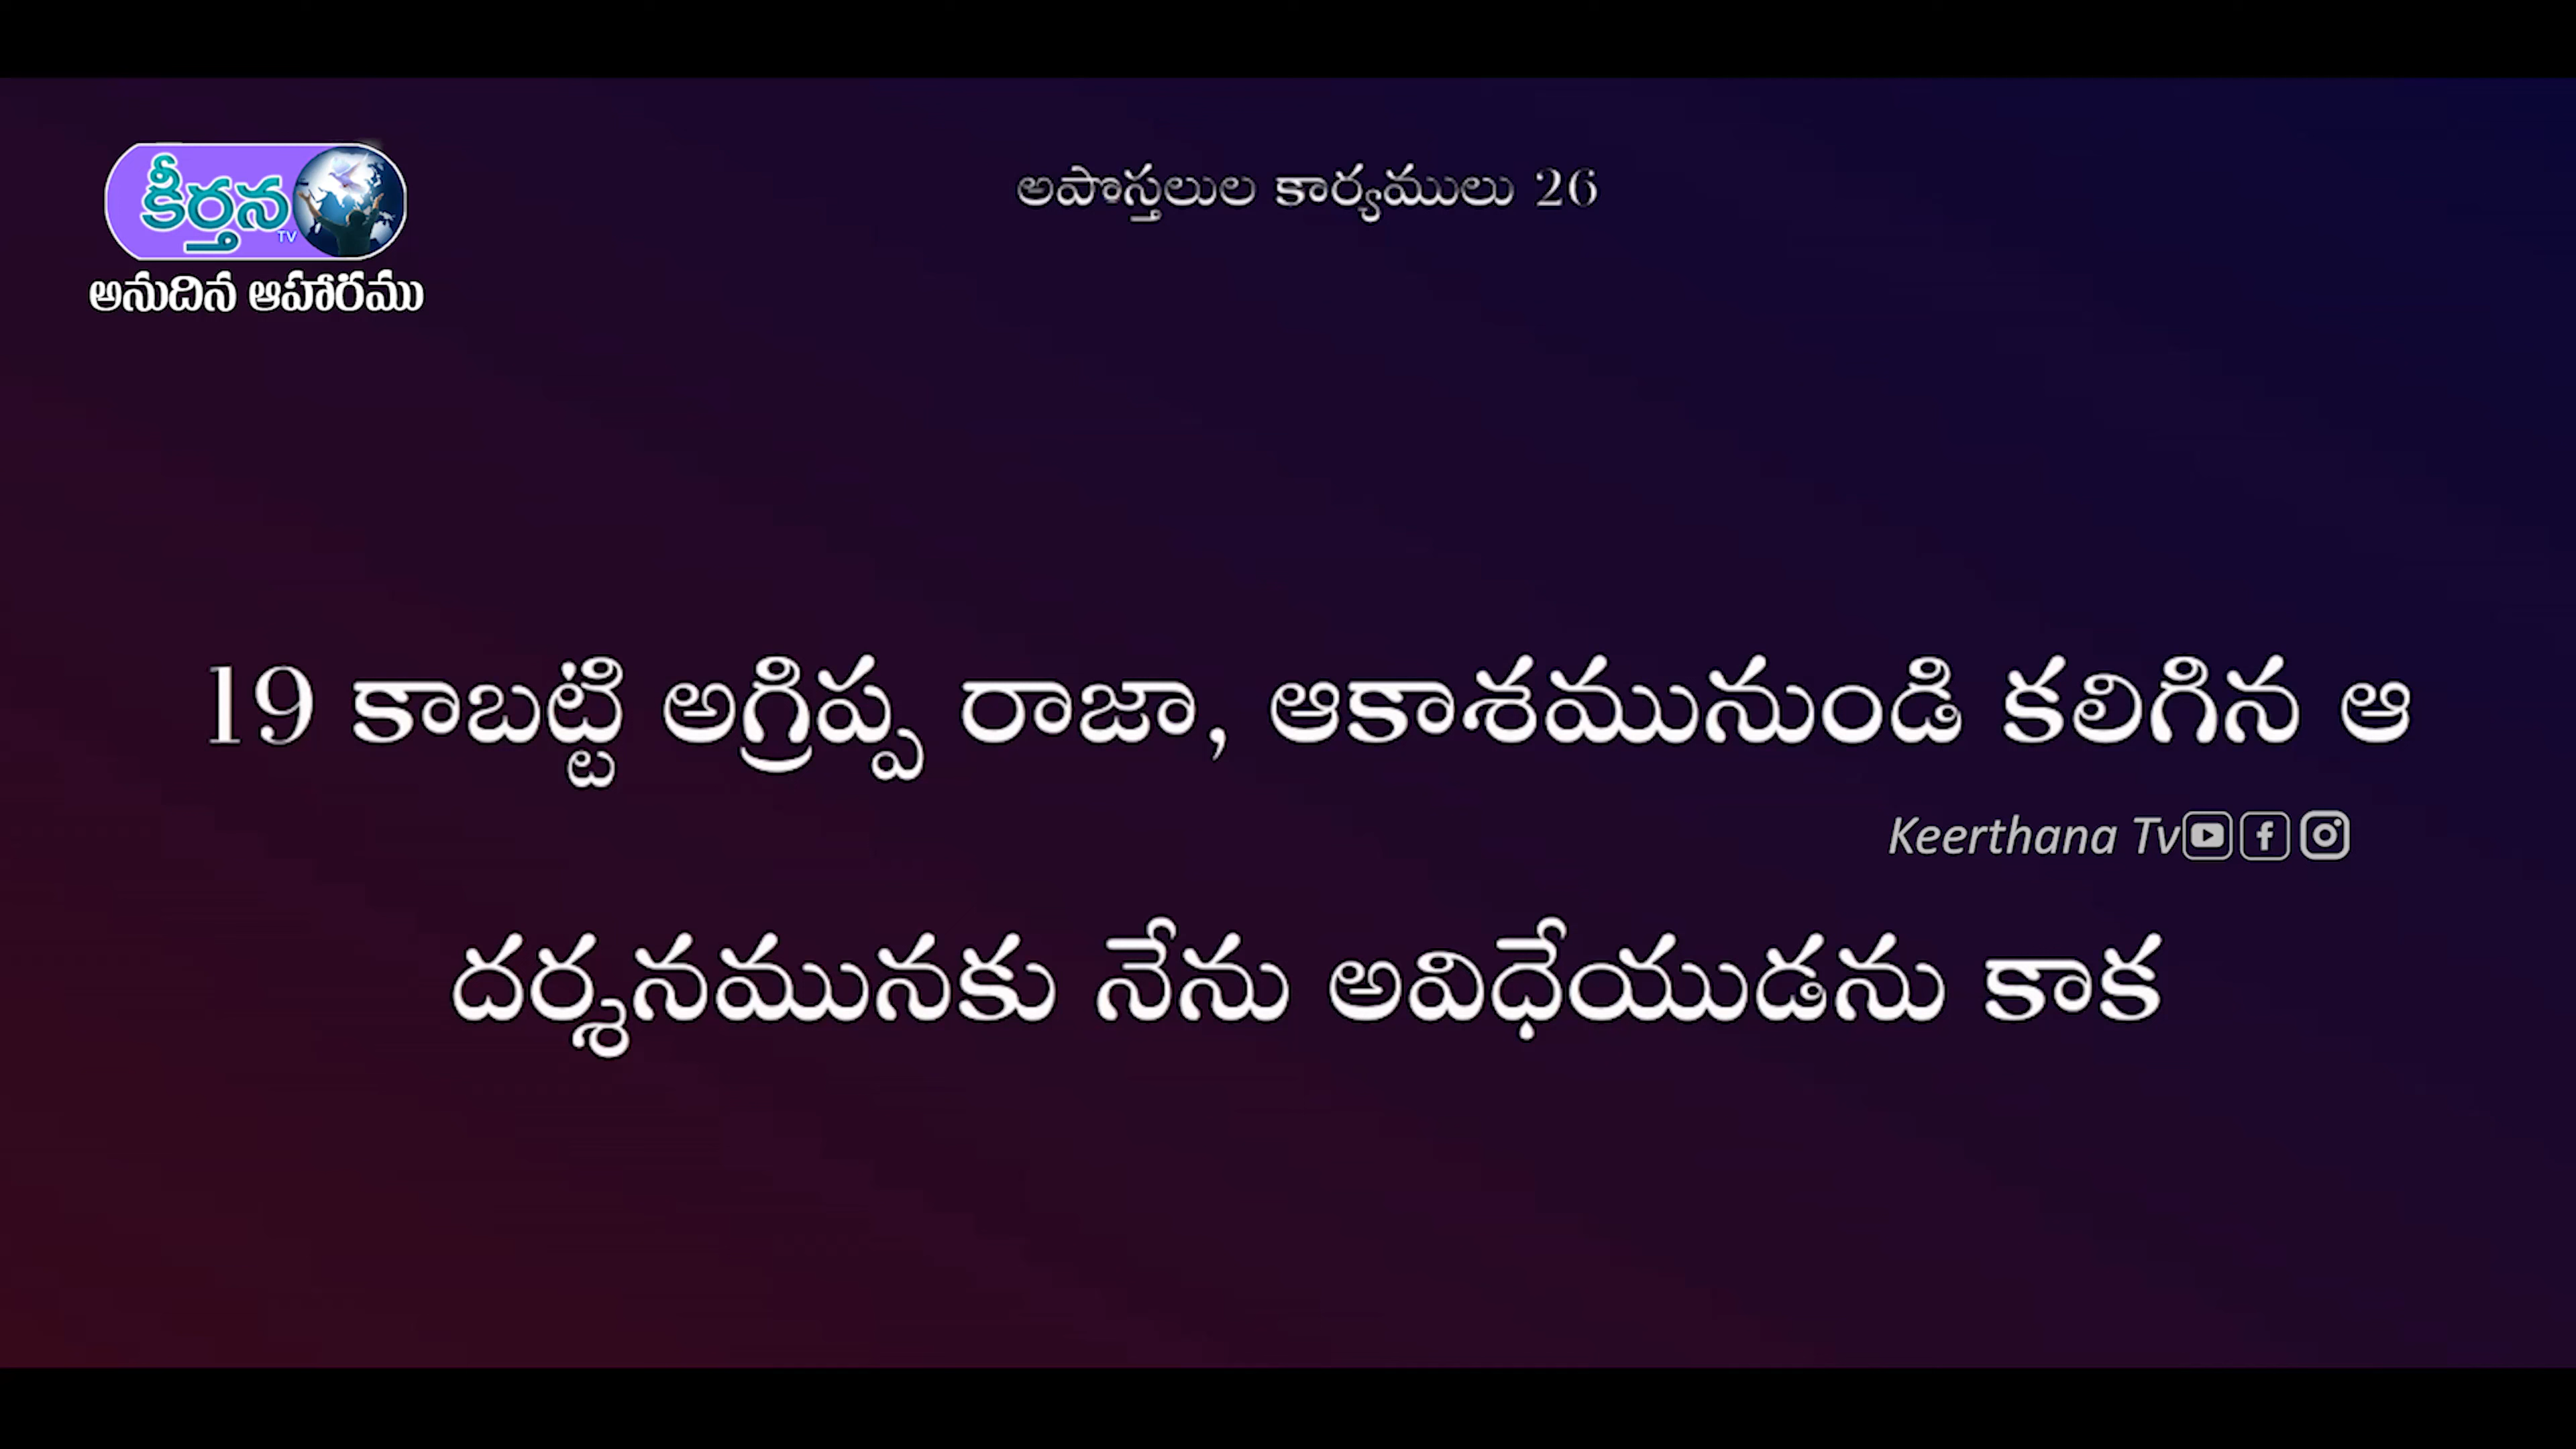 కీర్తన
TV
అనుదిన ఆహారము
అపొస్తలుల కార్యములు 26
19 కాబట్టి అగ్రిప్ప రాజా, ఆకాశమునుండి కలిగిన ఆ
Keerthana Tv
దర్శనమునకు నేను అవిధేయుడను కాక